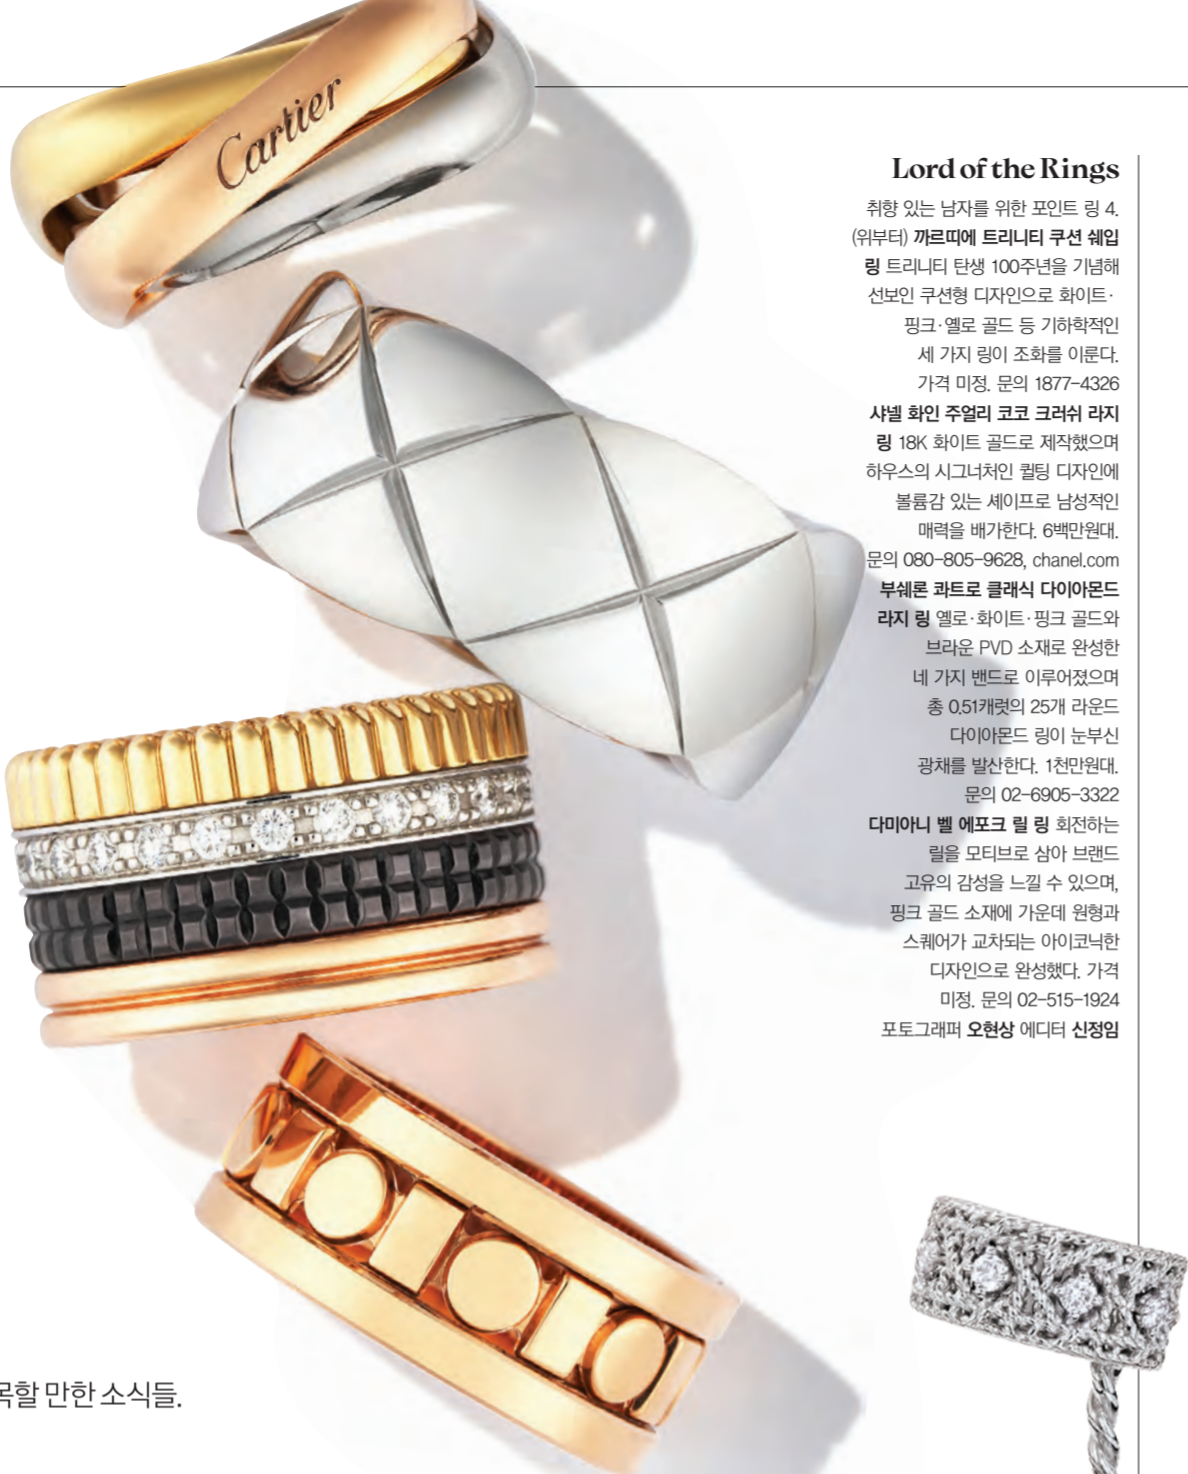 Cartier
Lord of the Rings
취향 있는 남자를 위한 포인트 링 4.
(위부터) 까르띠에 트리니티 쿠션 쉐입
링 트리니티 탄생 100주년을 기념해
선보인 쿠션형 디자인으로 화이트·
핑크·옐로 골드 등 기하학적인
세 가지 링이 조화를 이룬다.
가격 미정. 문의 1877-4326
샤넬 화인 주얼리 코코 크러쉬 라지
링 18K 화이트 골드로 제작했으며
하우스의 시그너처인 퀼팅 디자인에
볼륨감 있는 셰이프로 남성적인
매력을 배가한다. 6백만원대.
문의 080-805-9628, chanel.com
부쉐론 콰트로 클래식 다이아몬드
라지 링 옐로·화이트·핑크 골드와
브라운 PVD 소재로 완성한
네 가지 밴드로 이루어졌으며
총 0.51캐럿의 25개 라운드
다이아몬드 링이 눈부신
광채를 발산한다. 1천만원대.
문의 02-6905-3322
다미아니 벨 에포크 릴 링 회전하는
릴을 모티브로 삼아 브랜드
고유의 감성을 느낄 수 있으며,
핑크 골드 소재에 가운데 원형과
스퀘어가 교차되는 아이코닉한
디자인으로 완성했다. 가격
미정. 문의 02-515-1924
포토그래퍼 오현상 에디터 신정임
목할 만한 소식들.